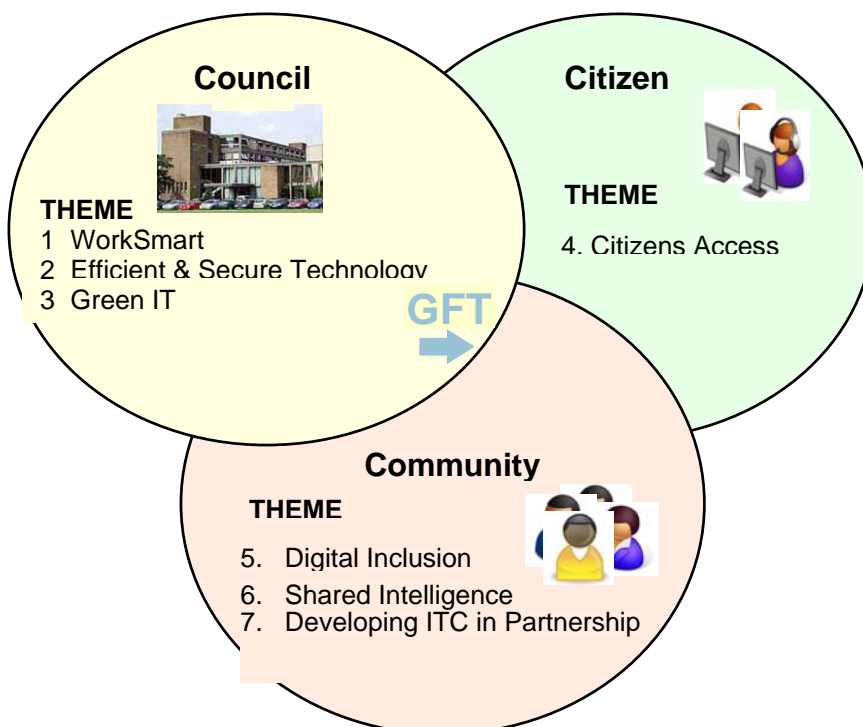 Council
THEME
1 WorkSmart
2 Efficient & Secure Technology
3 Green IT
GFT
Citizen
THEME
4. Citizens Access
Community
THEME
5. Digital Inclusion
6. Shared Intelligence
7. Developing ITC in Partnership